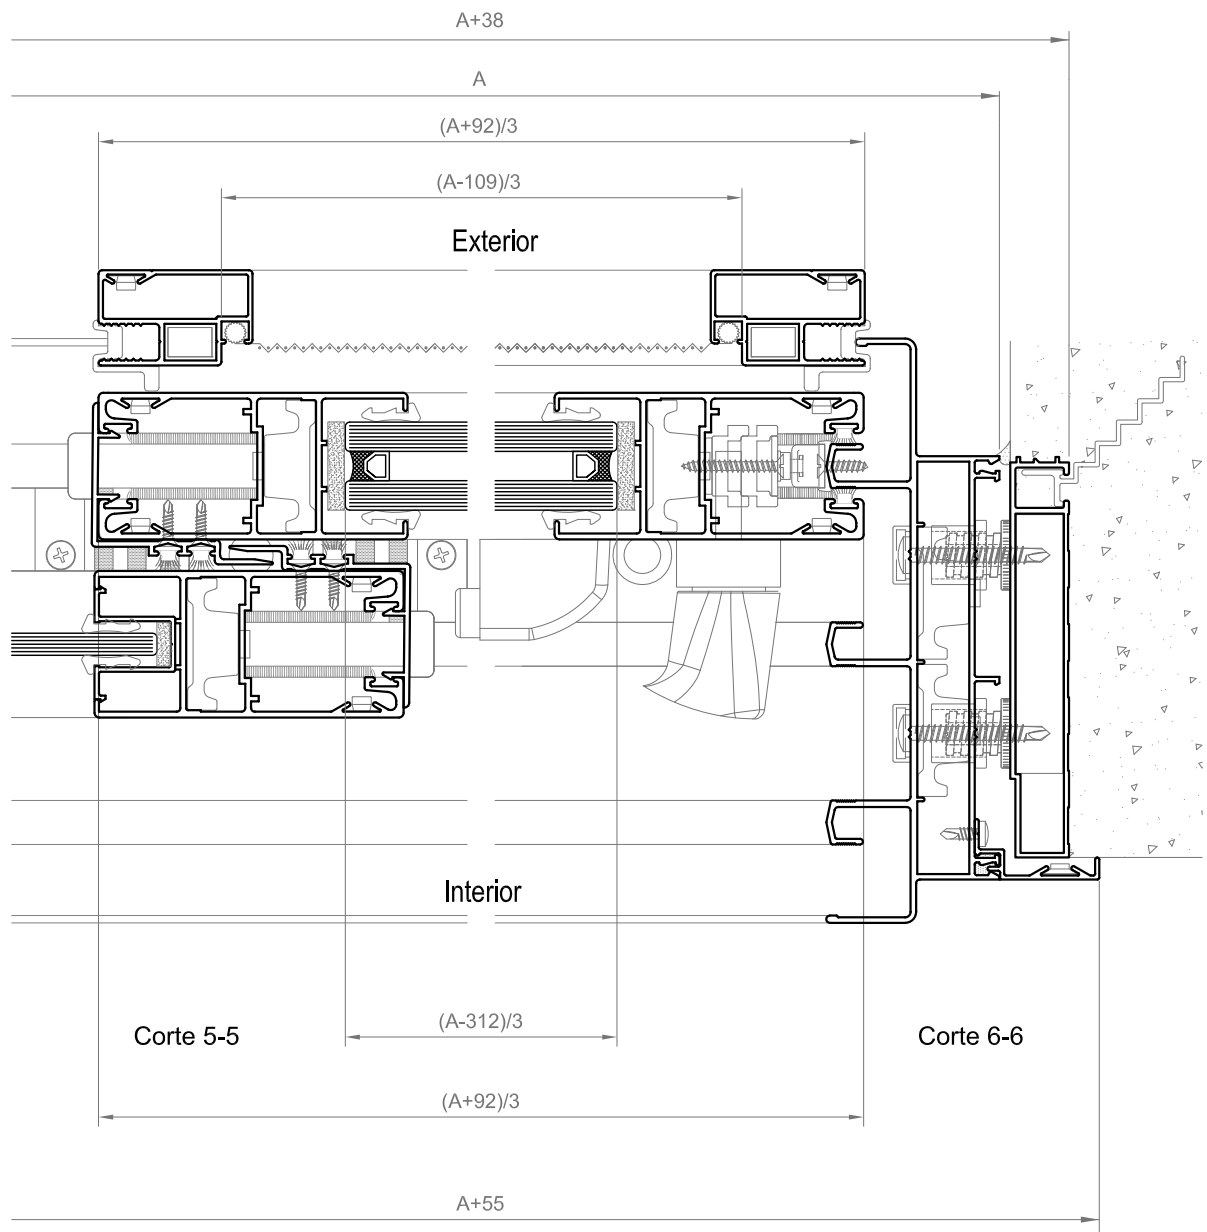 A+38
A
(A+92)/3
(A-109)/3
Exterior
Interior
(A-312)/3
Corte 5-5
Corte 6-6
(A+92)/3
A+55